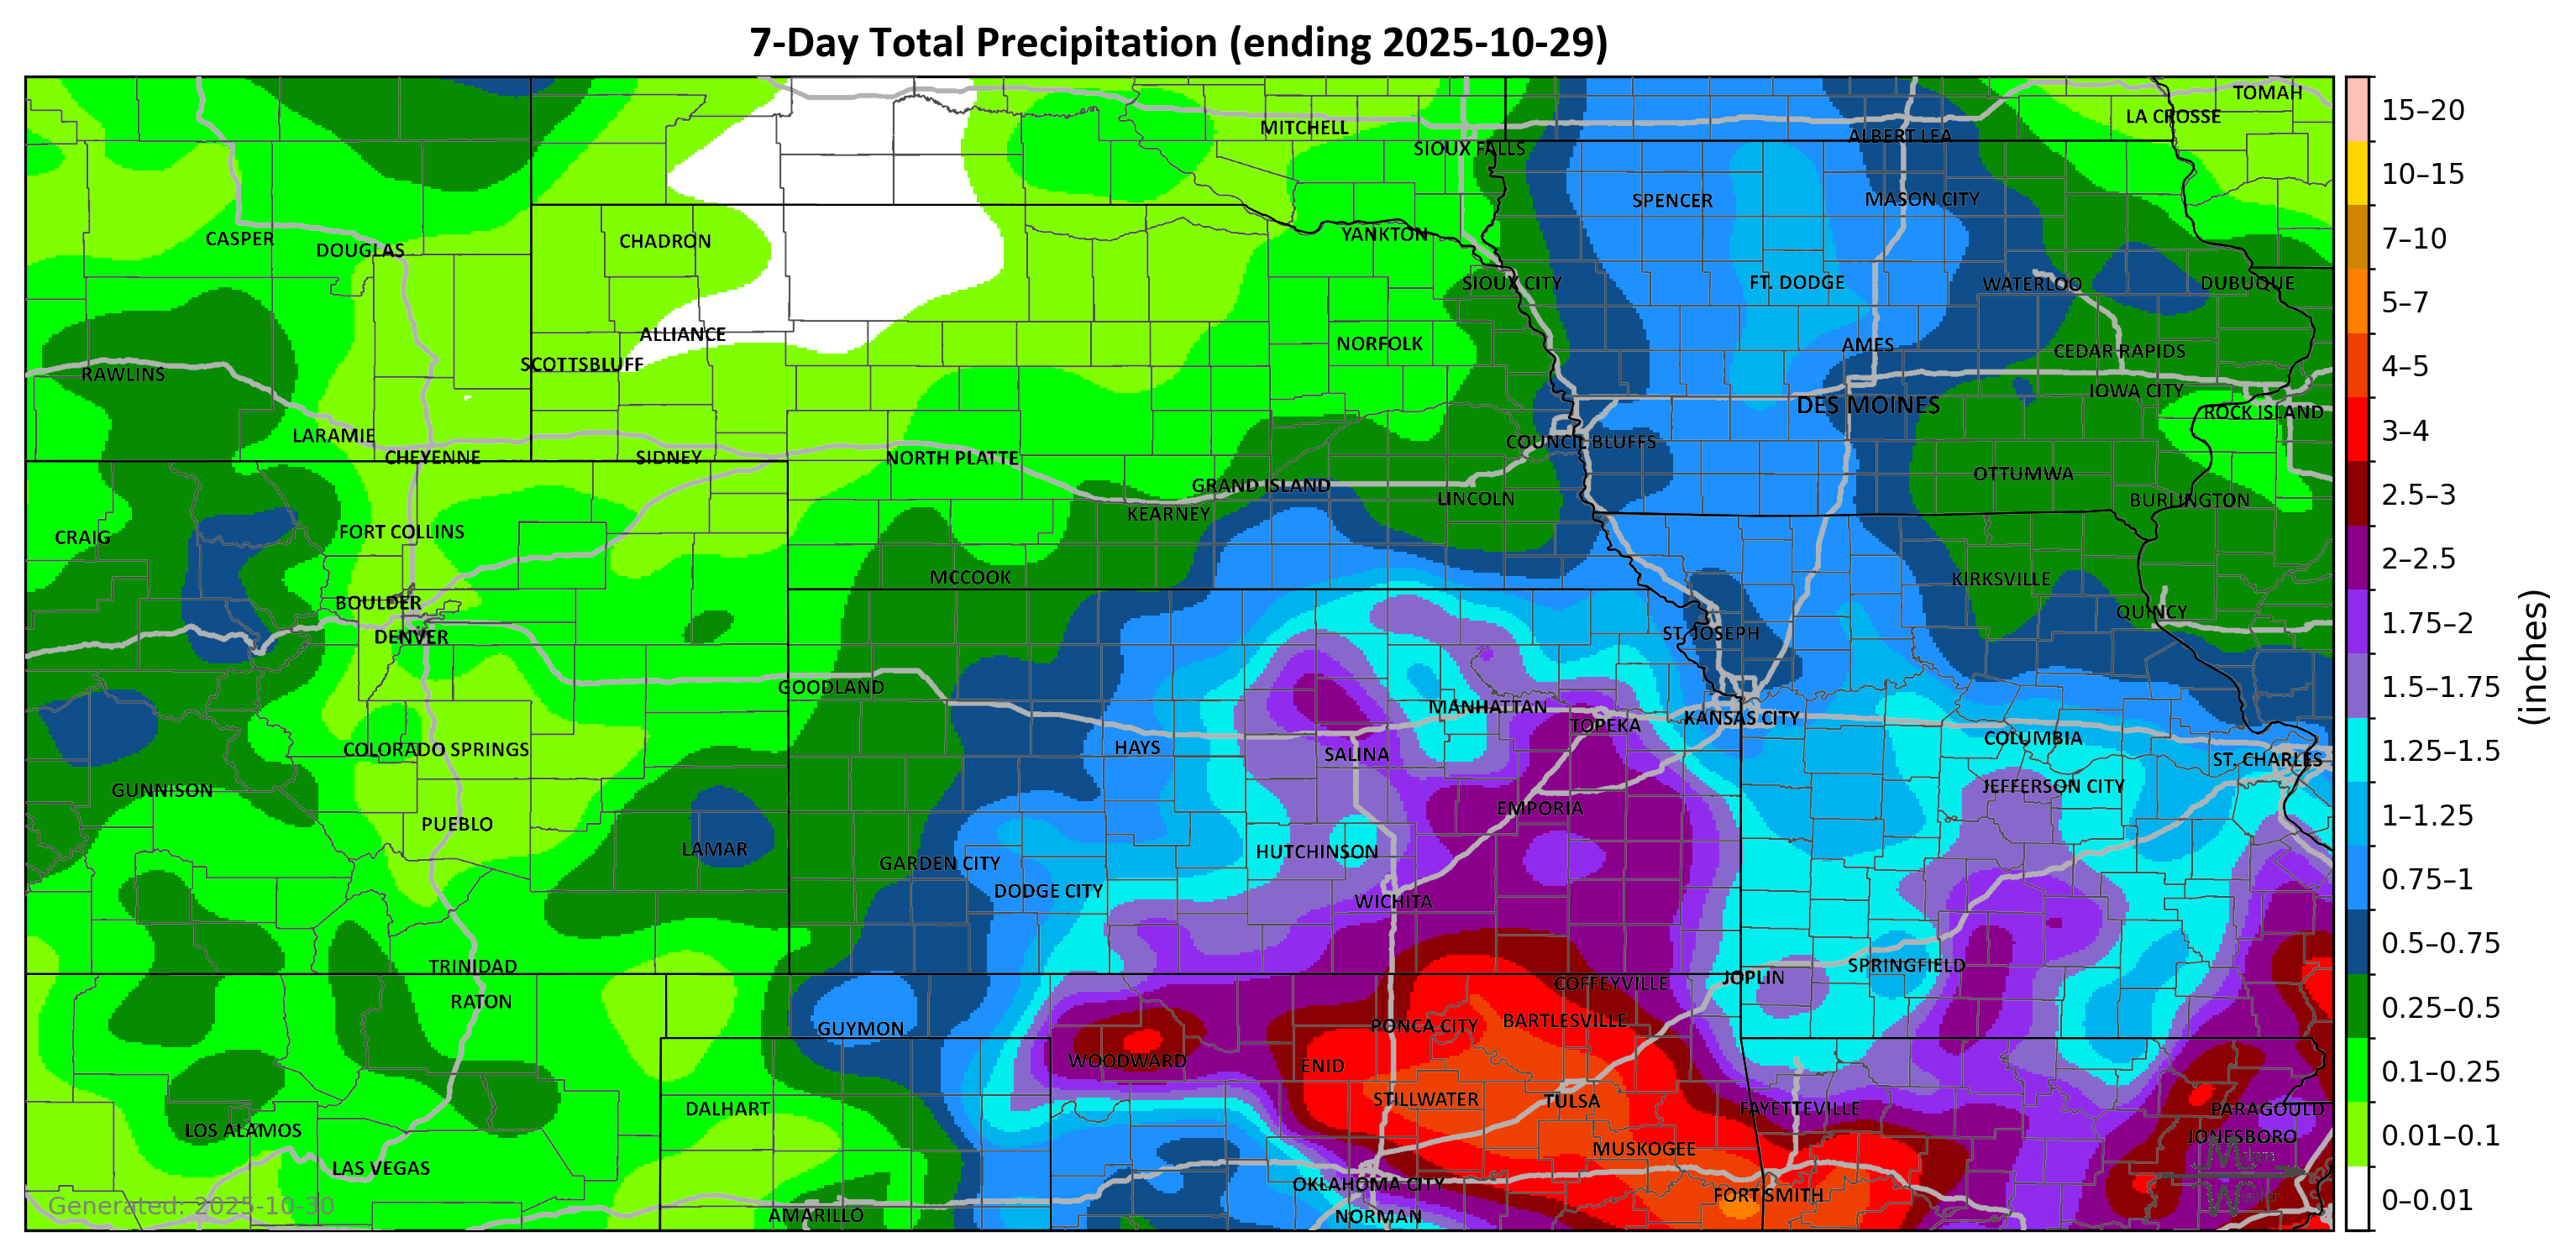 7-Day Total Precipitation (ending 2025-10-29)
TOMAH
LA CROSSE
MITCHELL
ALBERT LEA
SIOUX FALLS
SPENCER
MASON CITY
CASPER
DOUGLAS
CHADRON
YANKTON
SIOUX CITY
FT. DODGE
WATERLOO
DUBUQUE
ALLIANCE
NORFOLK
AMES
CEDAR RAPIDS
SCOTTSBLUFF
RAWLINS
IOWA CITY
DES MOINES
ROCK ISLAND
LARAMIE
COUNCIL BLUFFS
CHEYENNE
SIDNEY
NORTH PLATTE
OTTUMWA
GRAND ISLAND
LINCOLN
BURLINGTON
KEARNEY
CRAIG
FORT COLLINS
MCCOOK
KIRKSVILLE
BOULDER
QUINCY
DENVER
ST. JOSEPH
GOODLAND
MANHATTAN
TOPEKA
KANSAS CITY
COLUMBIA
COLORADO SPRINGS
HAYS
SALINA
ST. CHARLES
GUNNISON
JEFFERSON CITY
EMPORIA
PUEBLO
LAMAR
HUTCHINSON
GARDEN CITY
DODGE CITY
WICHITA
TRINIDAD
SPRINGFIELD
JOPLIN
COFFEYVILLE
RATON
GUYMON
PONCA CITY
BARTLESVILLE
WOODWARD
ENID
STILLWATER
TULSA
DALHART
FAYETTEVILLE
PARAGOULD
LOS ALAMOS
JONESBORO
MUSKOGEE
LAS VEGAS
OKLAHOMA CITY
FORT SMITH
AMARILLO
NORMAN
Generated: 2025-10-30
15–20
10–15
7–10
5–7
4–5
3–4
2.5–3
2–2.5
1.75–2
1.5–1.75
1.25–1.5
1–1.25
0.75–1
0.5–0.75
0.25–0.5
0.1–0.25
0.01–0.1
0–0.01
(inches)